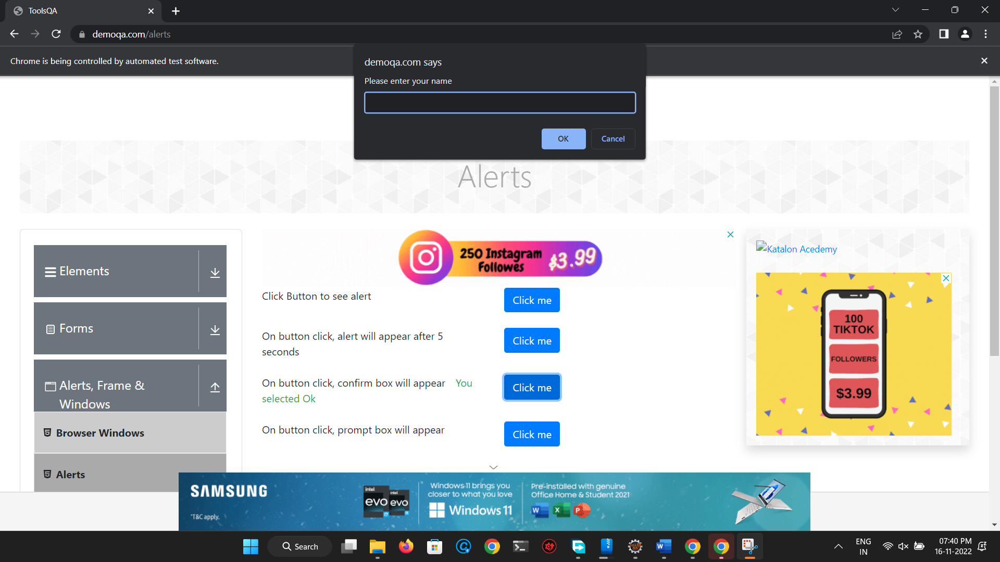 ToolsQA
demoqa.com/alerts
Chrome is being controlled by automated test software.
demoqa.com says
Please enter your name
OK
Cancel
Alerts
Elements
Forms
Alerts, Frame &
Windows
Browser Windows
Alerts
250 Instagram
Followes
$3.99
Click Button to see alert
Click me
On button click, alert will appear after 5
seconds
Click me
On button click, confirm box will appear You
selected Ok
Click me
On button click, prompt box will appear
Click me
Katalon Acedemy
100
TIKTOK
FOLLOWERS
$3.99
SAMSUNG
*T&C apply.
intel
evo
i7
intel
evo
i5
Windows 11 brings you
closer to what you love
Windows 11
Pre-installed with genuine
Office Home & Student 2021
W
X
P
Search
W
ENG
IN
07:40 PM
16-11-2022